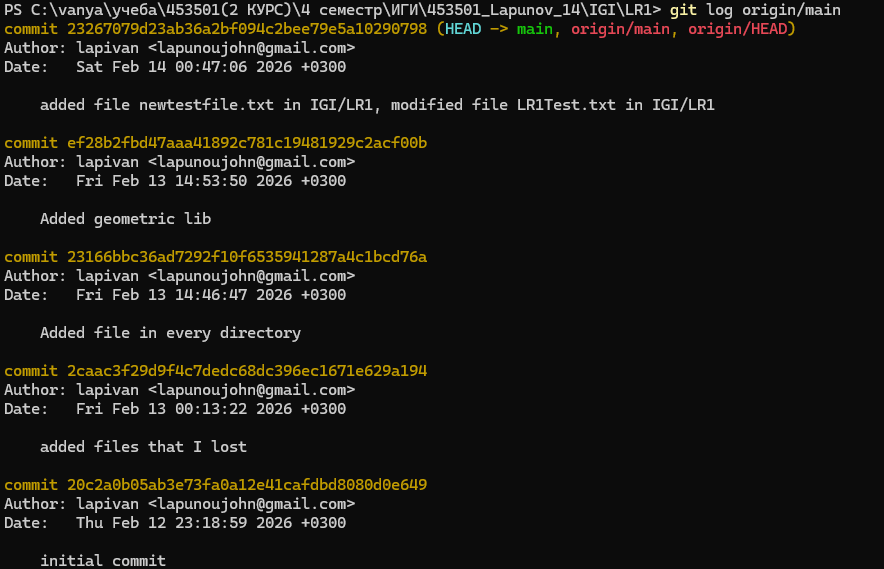 PS C:\vanya\учеба\453501(2 КУРС)\4 семестр\ИГИ\453501_Lapunov_14\IGI\LR1> git log origin/main
commit 23267079d23ab36a2bf094c2bee79e5a10290798 (HEAD -> main, origin/main, origin/HEAD)
Author: lapivan <lapunoujohn@gmail.com>
Date:   Sat Feb 14 00:47:06 2026 +0300

    added file newtestfile.txt in IGI/LR1, modified file LR1Test.txt in IGI/LR1

commit ef28b2fbd47aaa41892c781c19481929c2acf00b
Author: lapivan <lapunoujohn@gmail.com>
Date:   Fri Feb 13 14:53:50 2026 +0300

    Added geometric lib

commit 23166bbc36ad7292f10f6535941287a4c1bcd76a
Author: lapivan <lapunoujohn@gmail.com>
Date:   Fri Feb 13 14:46:47 2026 +0300

    Added file in every directory

commit 2caac3f29d9f4c7dedc68dc396ec1671e629a194
Author: lapivan <lapunoujohn@gmail.com>
Date:   Fri Feb 13 00:13:22 2026 +0300

    added files that I lost

commit 20c2a0b05ab3e73fa0a12e41cafdbd8080d0e649
Author: lapivan <lapunoujohn@gmail.com>
Date:   Thu Feb 12 23:18:59 2026 +0300

    initial commit